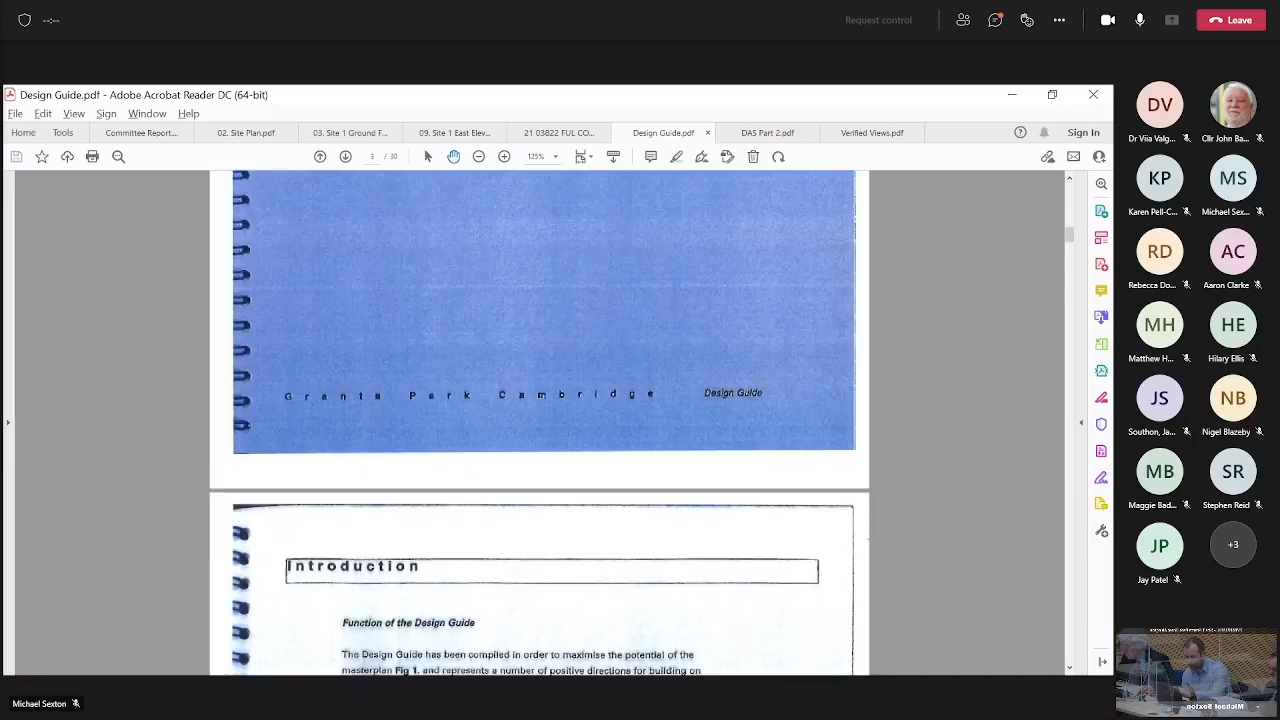 --:--
Request control
Leave
Design Guide.pdf - Adobe Acrobat Reader DC (64-bit)
File Edit View Sign Window Help
Home Tools Committee Report.... 02. Site Plan.pdf 03. Site 1 Ground F... 09. Site 1 East Elev... 21 03822 FUL CO... Design Guide.pdf × DAS Part 2.pdf Verified Views.pdf Sign In
3 / 30 125%
Granta Park Cambridge Design Guide
Introduction
Function of the Design Guide
The Design Guide has been compiled in order to maximise the potential of the
masterplan Fig 1, and represents a number of positive directions for building on
DV
Dr Viia Valg...
Cllr John Ba...
KP MS
Karen Pell-C... Michael Sex...
RD AC
Rebecca Do... Aaron Clarke
MH HE
Matthew H... Hilary Ellis
JS NB
Southon, Ja... Nigel Blazeby
MB SR
Maggie Bad... Stephen Reid
JP +3
Jay Patel
Michael Sexton
Michael Sexton